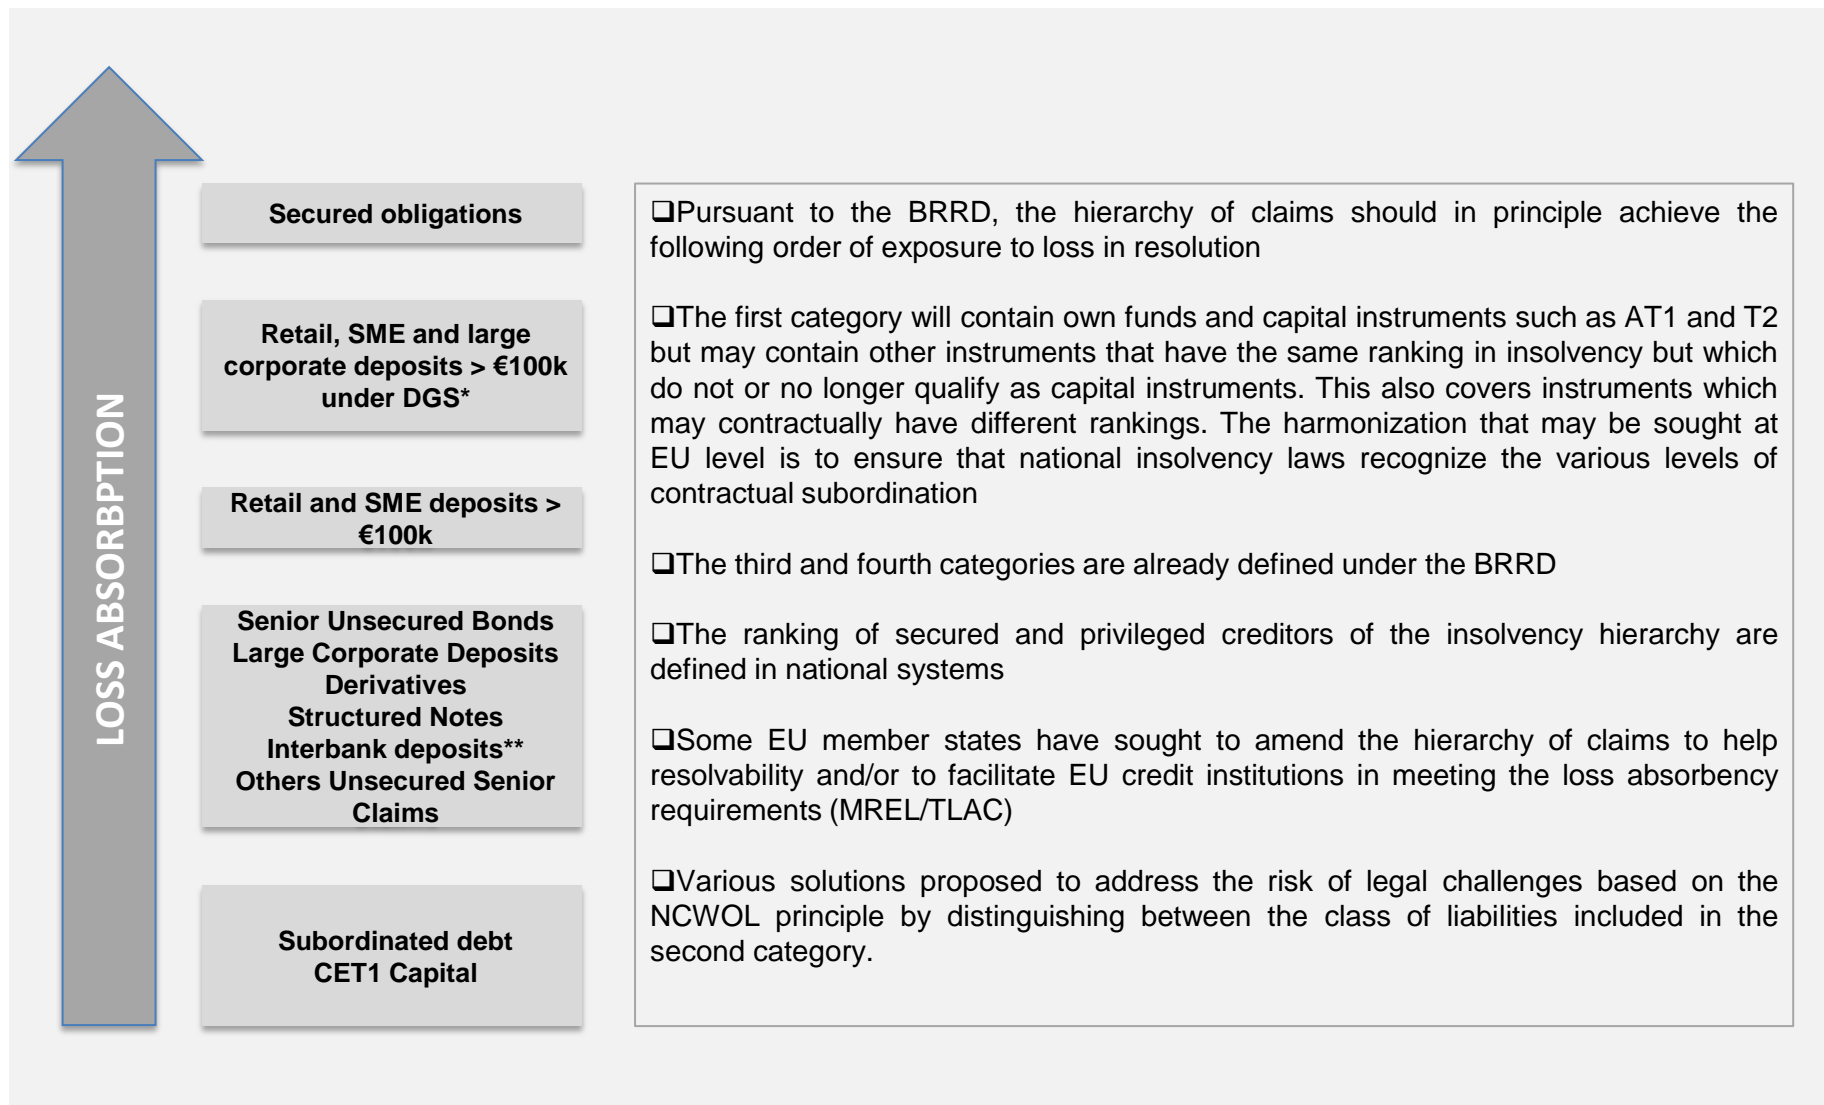 LOSS ABSORBPTION
Secured obligations
Retail, SME and large
corporate deposits > €100k
under DGS*
Retail and SME deposits >
€100k
Senior Unsecured Bonds
Large Corporate Deposits
Derivatives
Structured Notes
Interbank deposits**
Others Unsecured Senior
Claims
Subordinated debt
CET1 Capital
❑Pursuant to the BRRD, the hierarchy of claims should in principle achieve the
following order of exposure to loss in resolution
❑The first category will contain own funds and capital instruments such as AT1 and T2
but may contain other instruments that have the same ranking in insolvency but which
do not or no longer qualify as capital instruments. This also covers instruments which
may contractually have different rankings. The harmonization that may be sought at
EU level is to ensure that national insolvency laws recognize the various levels of
contractual subordination
❑The third and fourth categories are already defined under the BRRD
❑The ranking of secured and privileged creditors of the insolvency hierarchy are
defined in national systems
❑Some EU member states have sought to amend the hierarchy of claims to help
resolvability and/or to facilitate EU credit institutions in meeting the loss absorbency
requirements (MREL/TLAC)
❑Various solutions proposed to address the risk of legal challenges based on the
NCWOL principle by distinguishing between the class of liabilities included in the
second category.